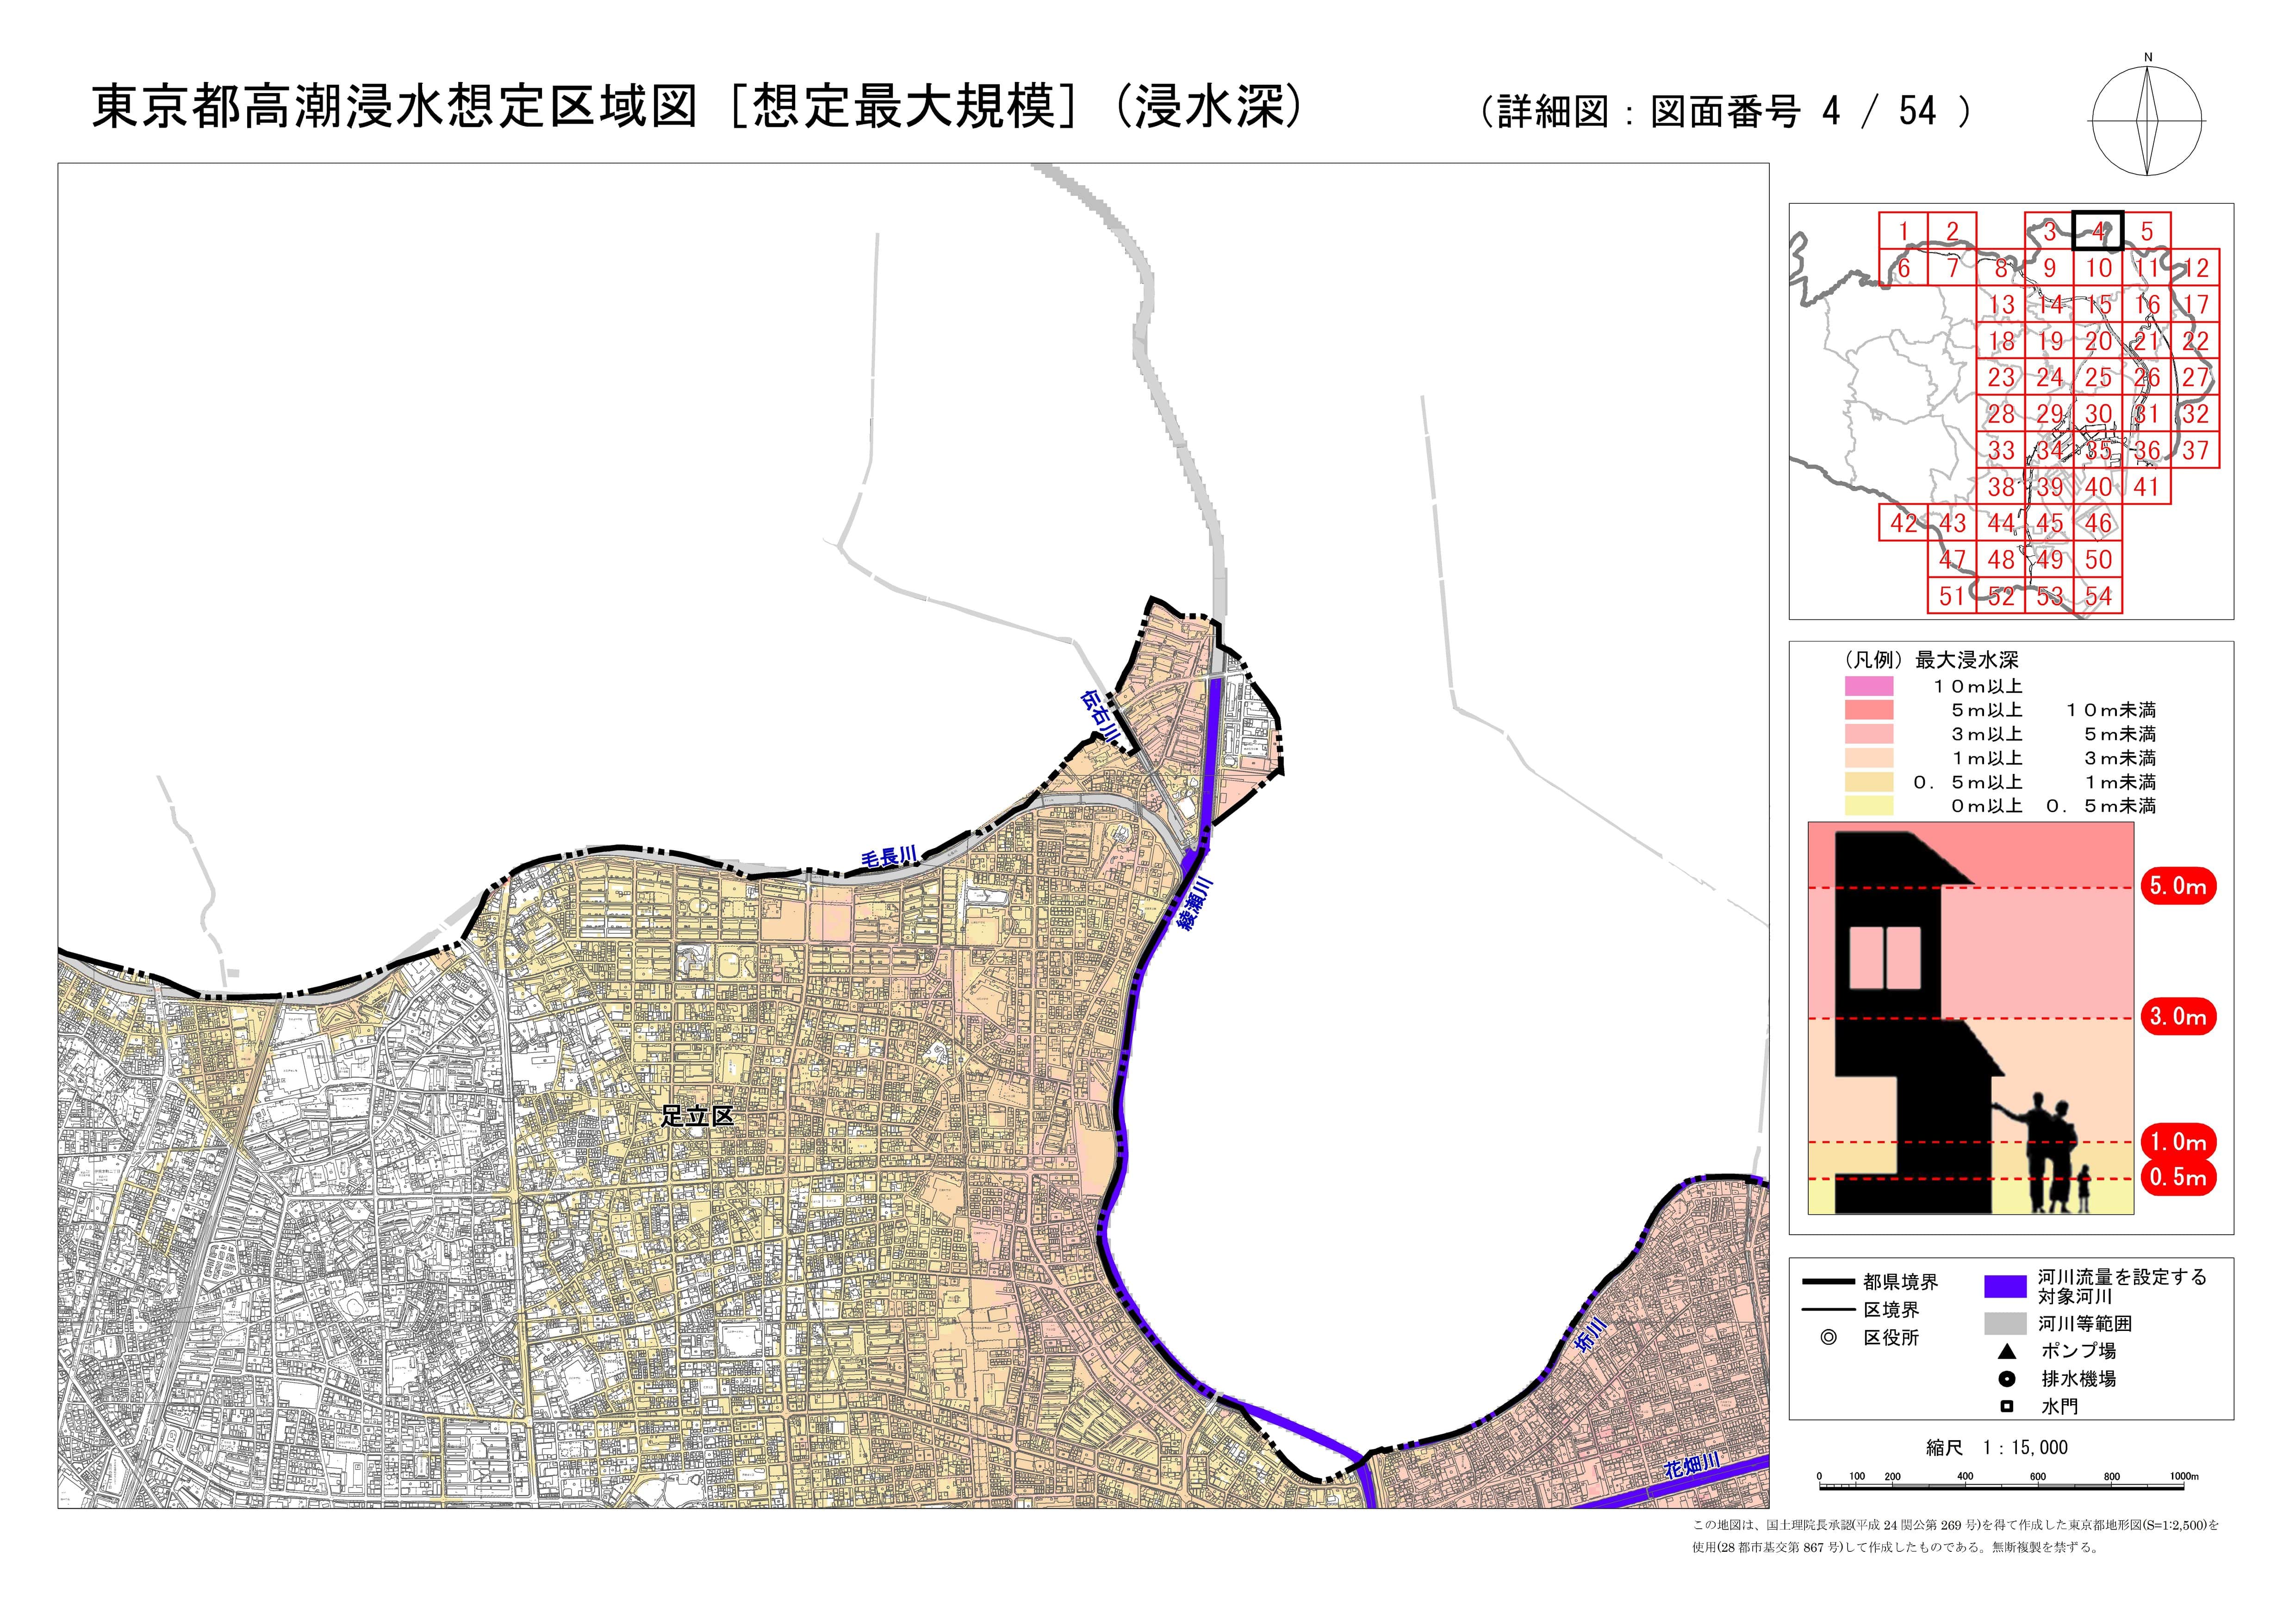 東京都高潮浸水想定区域図［想定最大規模］（浸水深）
（詳細図：図面番号 4 / 54 ）
N
1 2 3 4 5
6 7 8 9 10 11 12
13 14 15 16 17
18 19 20 21 22
23 24 25 26 27
28 29 30 31 32
33 34 35 36 37
38 39 40 41
42 43 44 45 46
47 48 49 50
51 52 53 54
伝右川
毛長川
綾瀬川
足立区
垳川
花畑川
（凡例）最大浸水深
１０ｍ以上
５ｍ以上 １０ｍ未満
３ｍ以上 ５ｍ未満
１ｍ以上 ３ｍ未満
０．５ｍ以上 １ｍ未満
０ｍ以上 ０．５ｍ未満
5.0m
3.0m
1.0m
0.5m
都県境界
区境界
区役所
河川流量を設定する
対象河川
河川等範囲
ポンプ場
排水機場
水門
縮尺 1：15,000
0 100 200 400 600 800 1000m
この地図は、国土地理院長承認(平成 24 関公第 269 号)を得て作成した東京都地形図(S=1:2,500)を
使用(28 都市基交第 867 号)して作成したものである。無断複製を禁ずる。